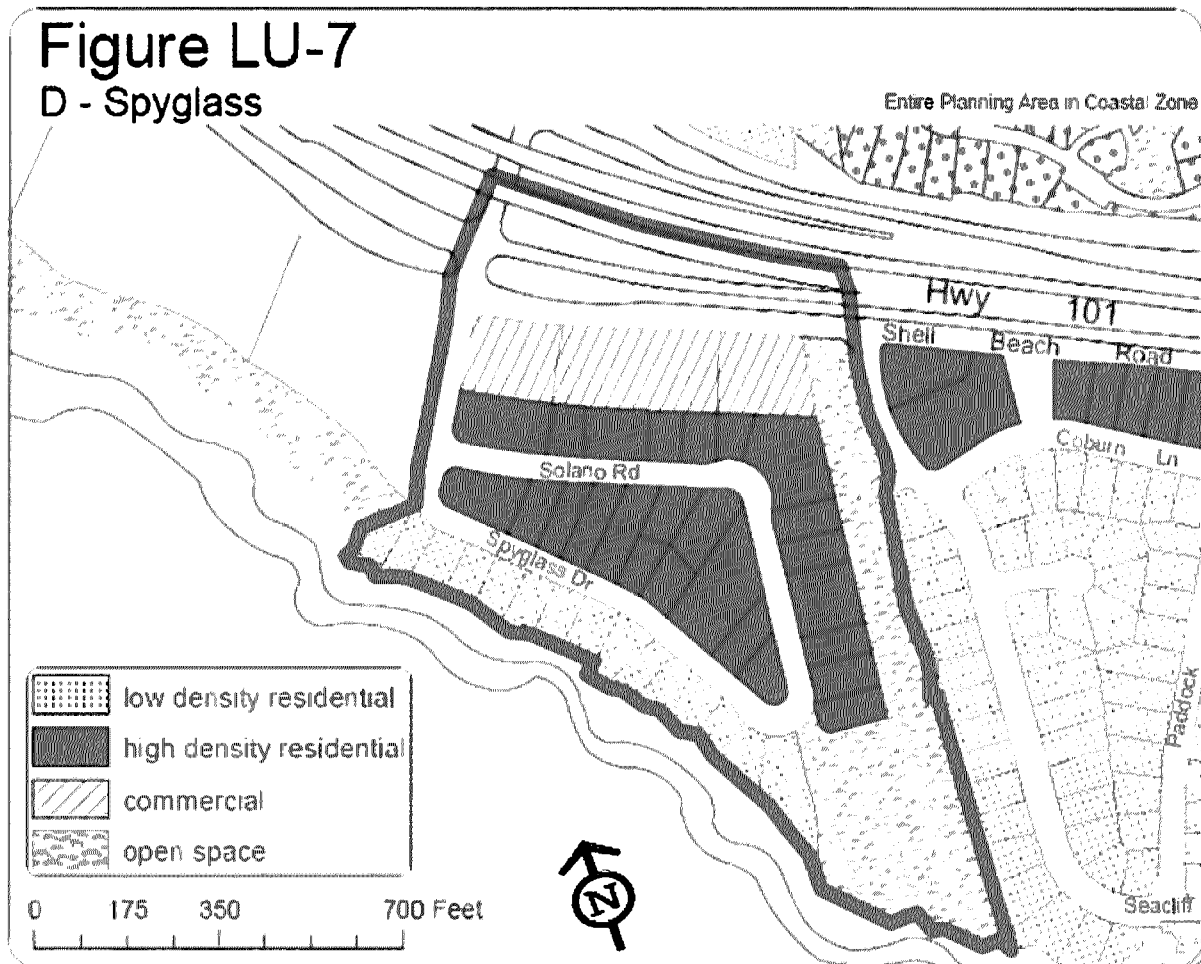 Figure LU-7
D - Spyglass
Entire Planning Area in Coastal Zone
Hwy 101
Shell Beach Road
Coburn Ln
Solano Rd
Spyglass Dr
Paddock
Seacliff
low density residential
high density residential
commercial
open space
N
0 175 350 700 Feet